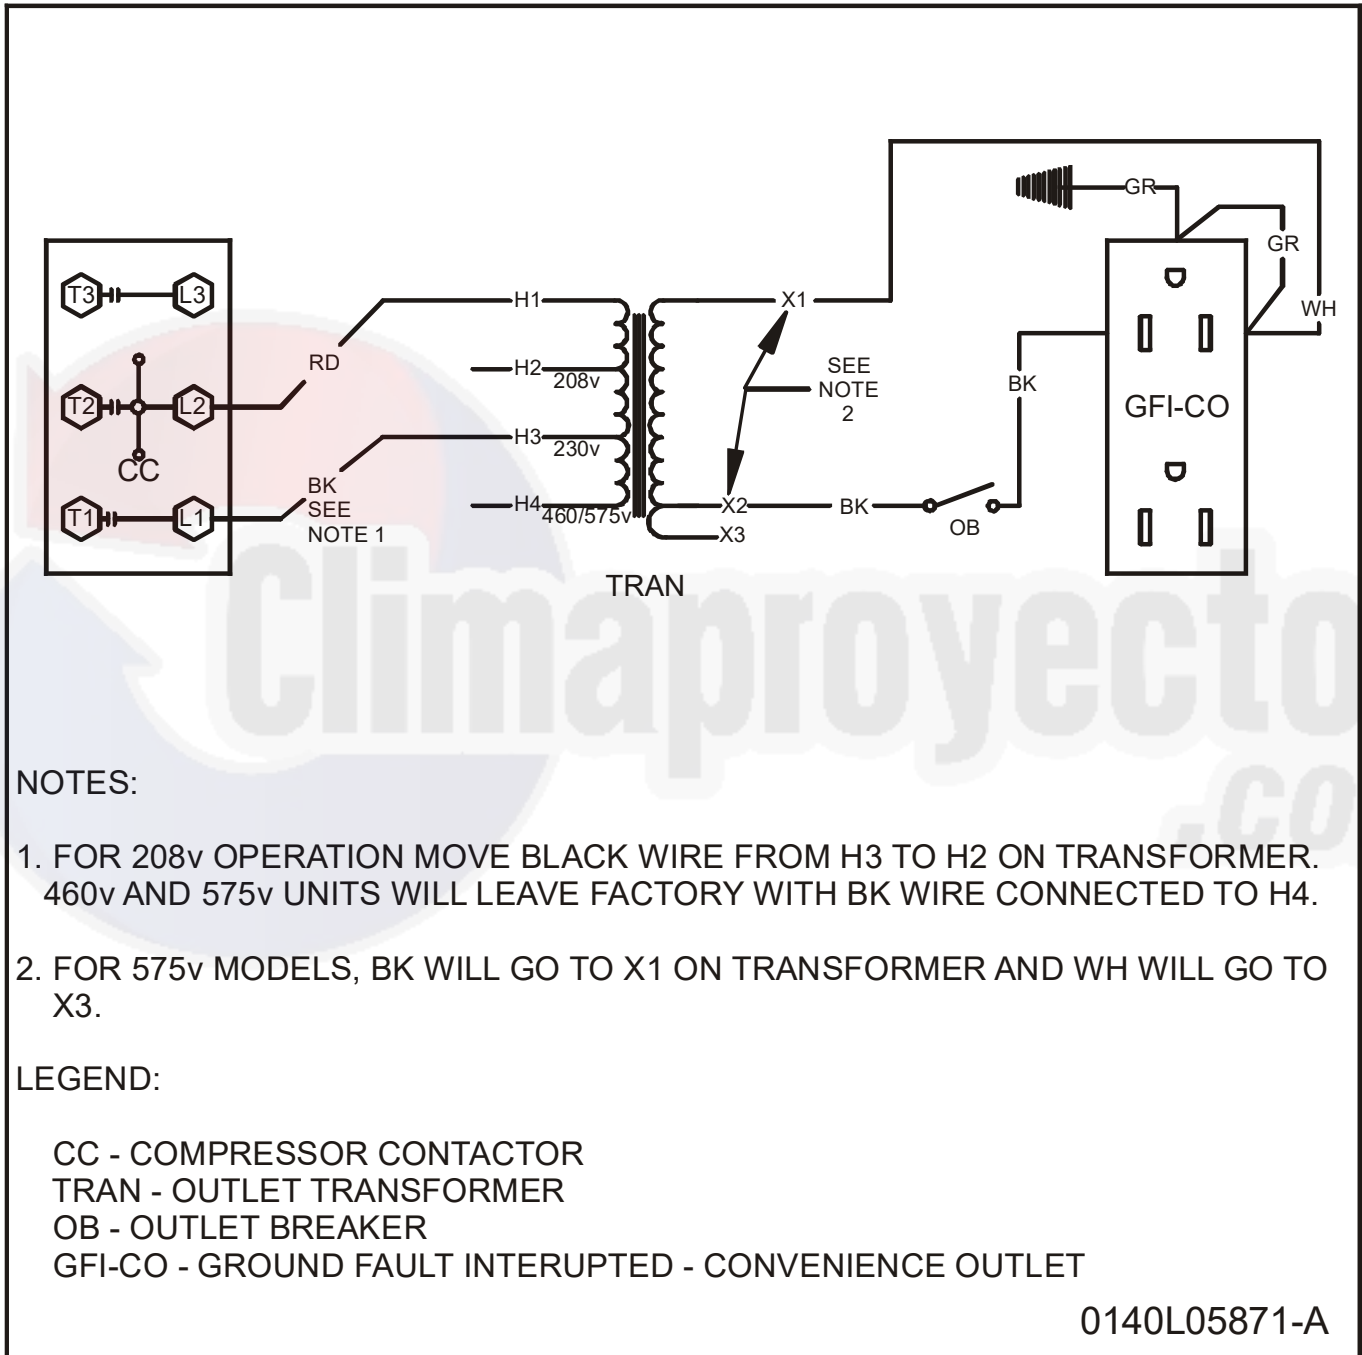 GR
GR
WH
T3
L3
H1
X1
RD
H2
208v
SEE
NOTE
2
BK
GFI-CO
T2
L2
H3
230v
CC
BK
SEE
NOTE 1
T1
L1
H4
460/575v
X2
BK
OB
X3
TRAN
Climaproyecto
.co
NOTES:
1. FOR 208v OPERATION MOVE BLACK WIRE FROM H3 TO H2 ON TRANSFORMER.
460v AND 575v UNITS WILL LEAVE FACTORY WITH BK WIRE CONNECTED TO H4.
2. FOR 575v MODELS, BK WILL GO TO X1 ON TRANSFORMER AND WH WILL GO TO
X3.
LEGEND:
CC - COMPRESSOR CONTACTOR
TRAN - OUTLET TRANSFORMER
OB - OUTLET BREAKER
GFI-CO - GROUND FAULT INTERUPTED - CONVENIENCE OUTLET
0140L05871-A